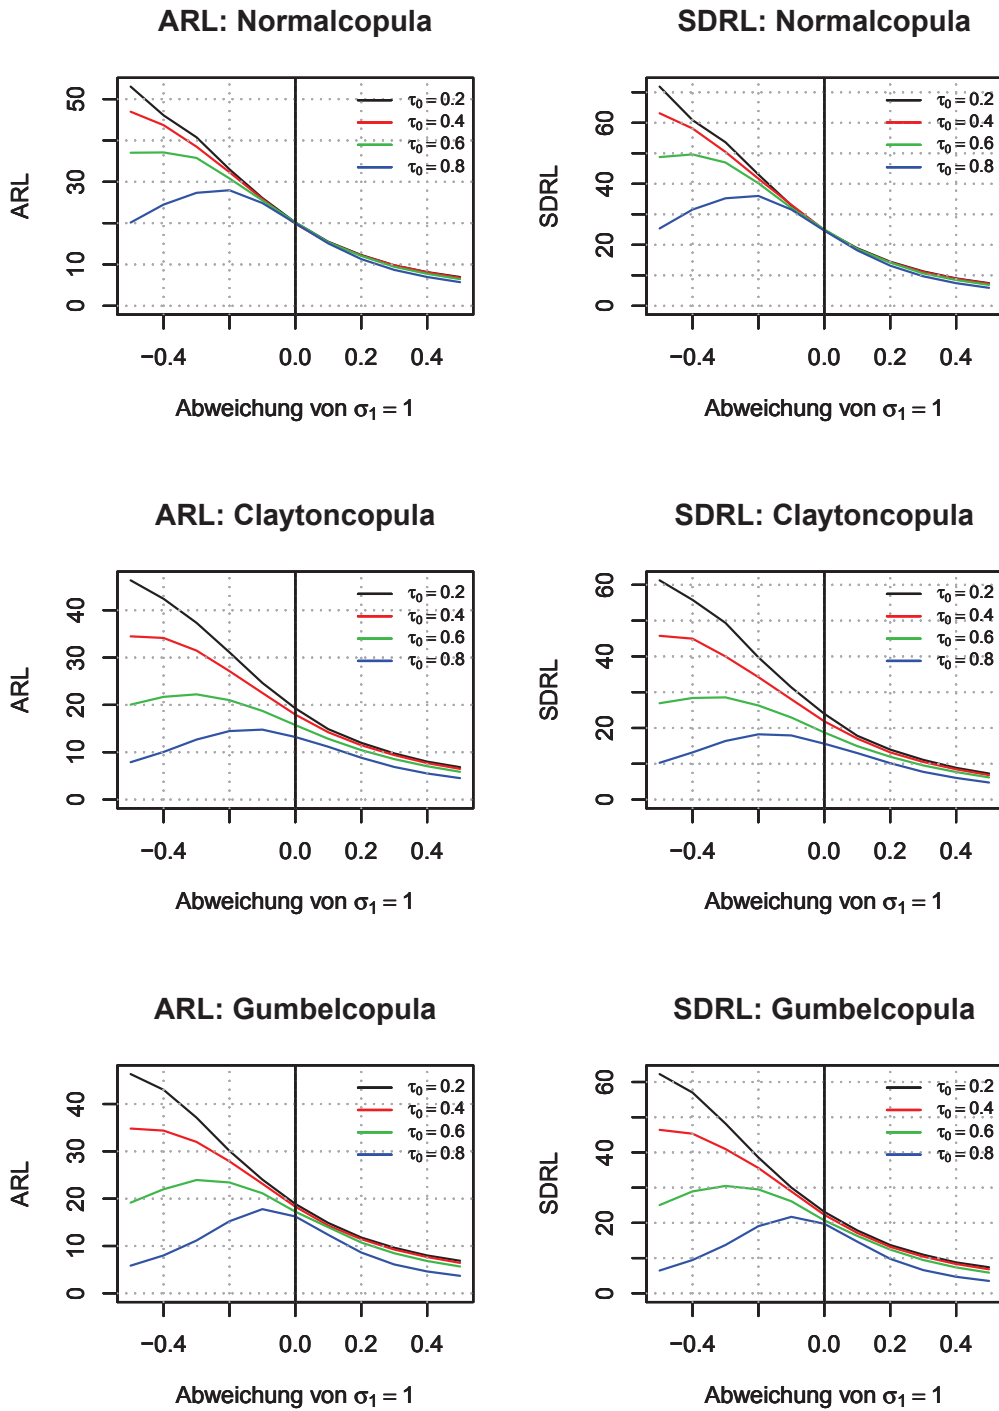 ARL: Normalcopula
SDRL: Normalcopula
τ0 = 0.2
τ0 = 0.4
τ0 = 0.6
τ0 = 0.8
ARL
0 10 30 50
−0.4 0.0 0.2 0.4
Abweichung von σ1 = 1
τ0 = 0.2
τ0 = 0.4
τ0 = 0.6
τ0 = 0.8
SDRL
0 20 40 60
−0.4 0.0 0.2 0.4
Abweichung von σ1 = 1
ARL: Claytoncopula
SDRL: Claytoncopula
τ0 = 0.2
τ0 = 0.4
τ0 = 0.6
τ0 = 0.8
ARL
0 10 20 30 40
−0.4 0.0 0.2 0.4
Abweichung von σ1 = 1
τ0 = 0.2
τ0 = 0.4
τ0 = 0.6
τ0 = 0.8
SDRL
0 20 40 60
−0.4 0.0 0.2 0.4
Abweichung von σ1 = 1
ARL: Gumbelcopula
SDRL: Gumbelcopula
τ0 = 0.2
τ0 = 0.4
τ0 = 0.6
τ0 = 0.8
ARL
0 10 20 30 40
−0.4 0.0 0.2 0.4
Abweichung von σ1 = 1
τ0 = 0.2
τ0 = 0.4
τ0 = 0.6
τ0 = 0.8
SDRL
0 20 40 60
−0.4 0.0 0.2 0.4
Abweichung von σ1 = 1